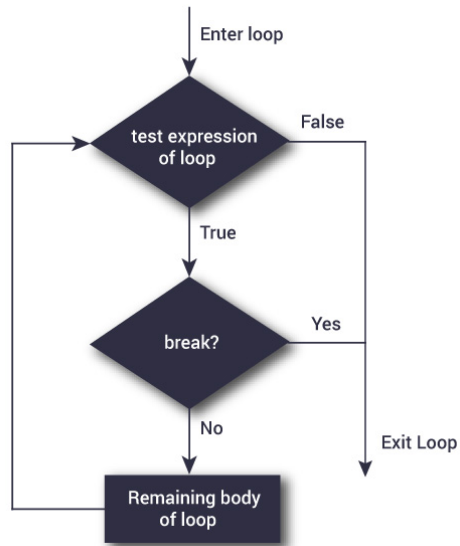 Enter loop
test expression
of loop
False
True
break?
Yes
No
Exit Loop
Remaining body
of loop